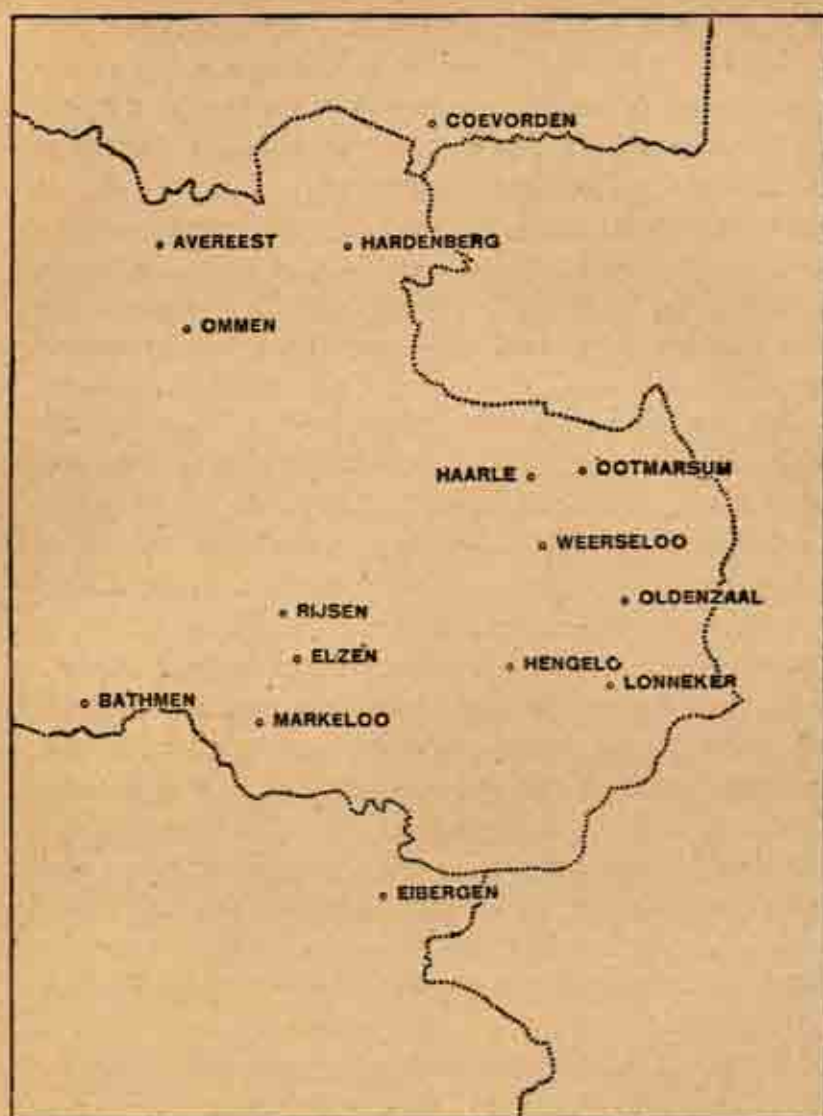 COEVORDEN
AVEREEST
HARDENBERG
OMMEN
HAARLE
OOTMARSUM
WEERSELOO
OLDENZAAL
RIJSEN
ELZEN
HENGELO
LONNEKER
BATHMEN
MARKELOO
EIBERGEN